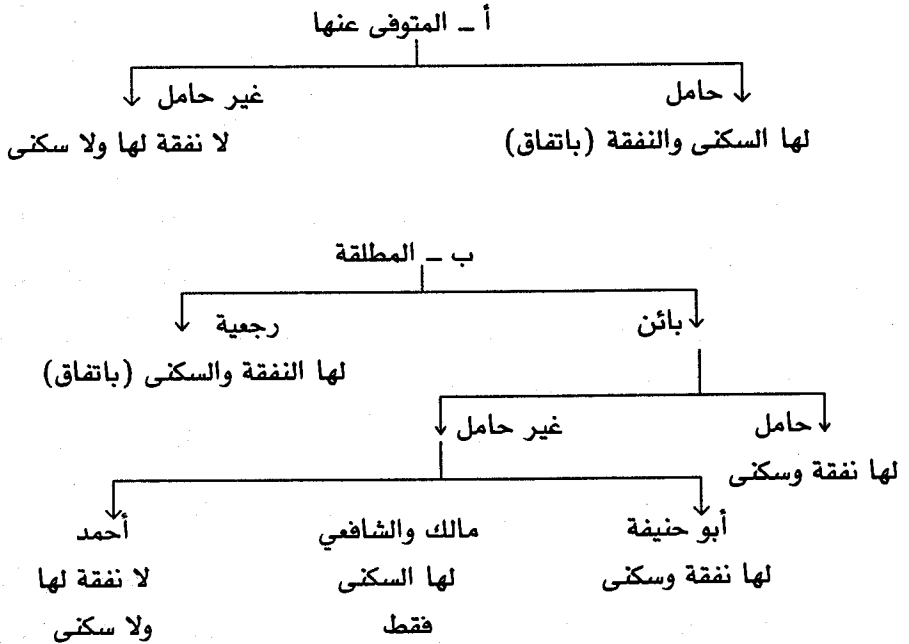 أ ــ المتوفى عنها
حامل
غير حامل
لها السكنى والنفقة (باتفاق)
لا نفقة لها ولا سكنى
ب ــ المطلقة
بائن
رجعية
لها النفقة والسكنى (باتفاق)
حامل
غير حامل
لها نفقة وسكنى
أبو حنيفة
مالك والشافعي
أحمد
لها نفقة وسكنى
لها السكنى
لا نفقة لها
فقط
ولا سكنى